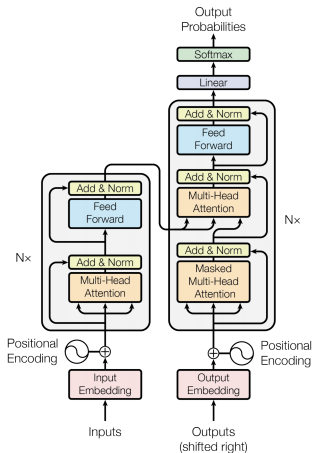 Output
Probabilities
Softmax
Linear
Add & Norm
Feed
Forward
Add & Norm
Multi-Head
Attention
Add & Norm
Masked
Multi-Head
Attention
N×
Add & Norm
Feed
Forward
N×
Add & Norm
Multi-Head
Attention
Positional
Encoding
Positional
Encoding
Input
Embedding
Output
Embedding
Inputs
Outputs
(shifted right)